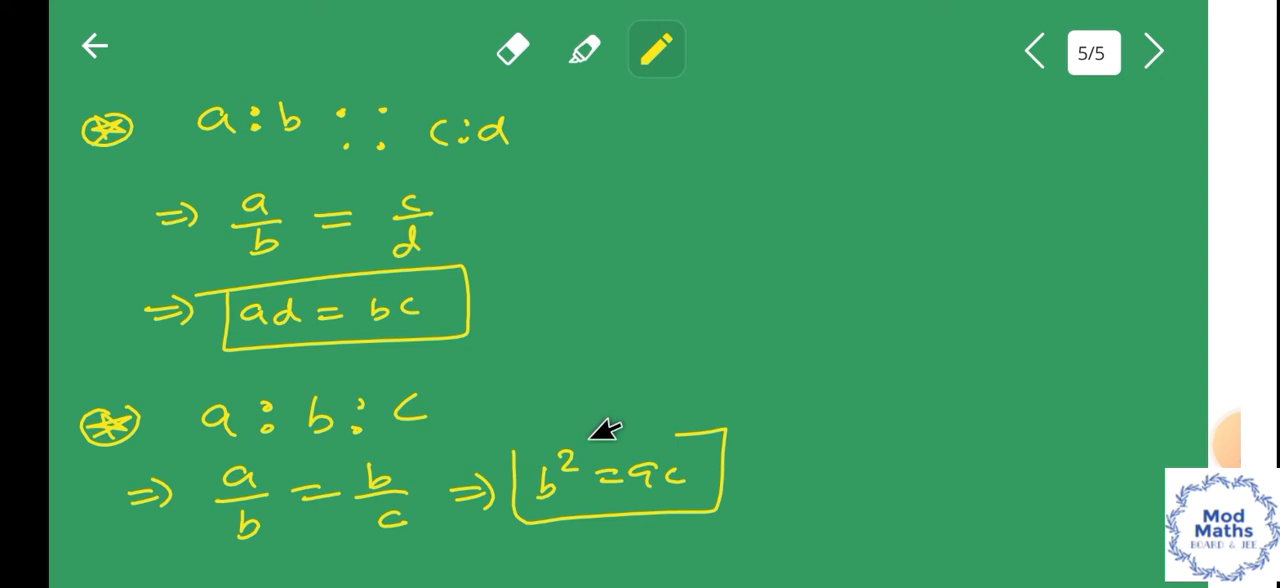 5/5
a : b :: c : d
⇒ a/b = c/d
⇒ ad = bc
a : b : c
⇒ a/b = b/c ⇒ b² = ac
Mod
Maths
BOARD & JEE